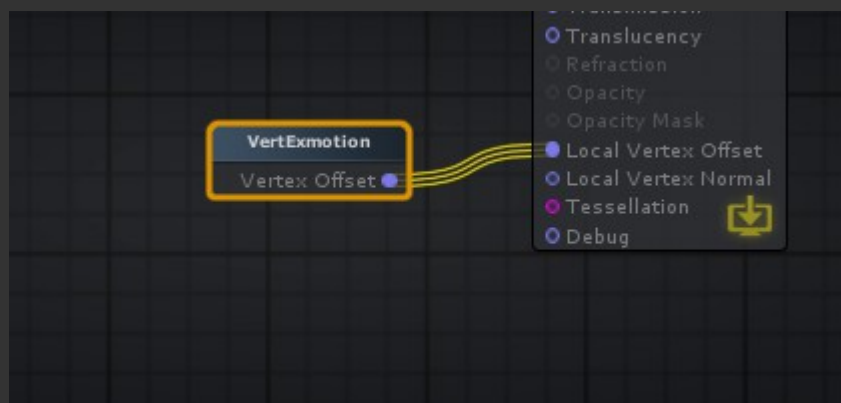 Translucency
Refraction
Opacity
Opacity Mask
VertExmotion
Vertex Offset
Local Vertex Offset
Local Vertex Normal
Tessellation
Debug